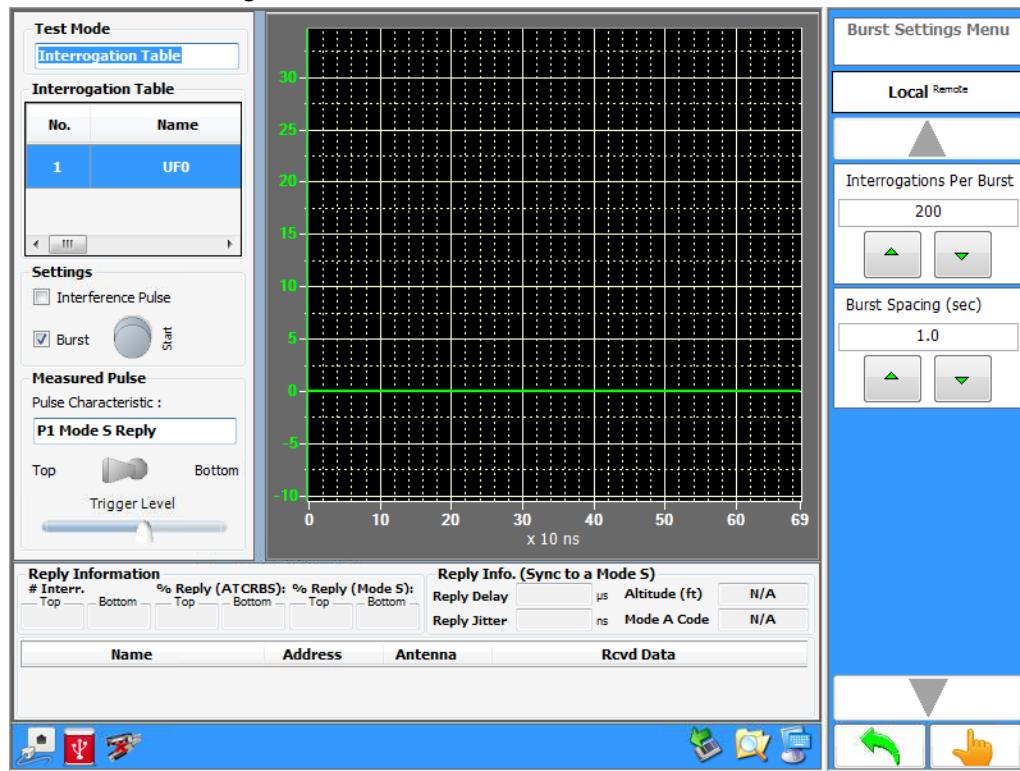 Test Mode
Interrogation Table
Interrogation Table
No. Name
1 UF0
Settings
Interference Pulse
Burst Start
Measured Pulse
Pulse Characteristic :
P1 Mode S Reply
Top Bottom
Trigger Level
30
25
20
15
10
5
0
-5
-10
0 10 20 30 40 50 60 69
x 10 ns
Reply Information
# Interr. % Reply (ATCRBS): % Reply (Mode S):
Top Bottom Top Bottom Top Bottom
Reply Info. (Sync to a Mode S)
Reply Delay µs Altitude (ft) N/A
Reply Jitter ns Mode A Code N/A
Name Address Antenna Rcvd Data
Burst Settings Menu
Local Remote
Interrogations Per Burst
200
Burst Spacing (sec)
1.0